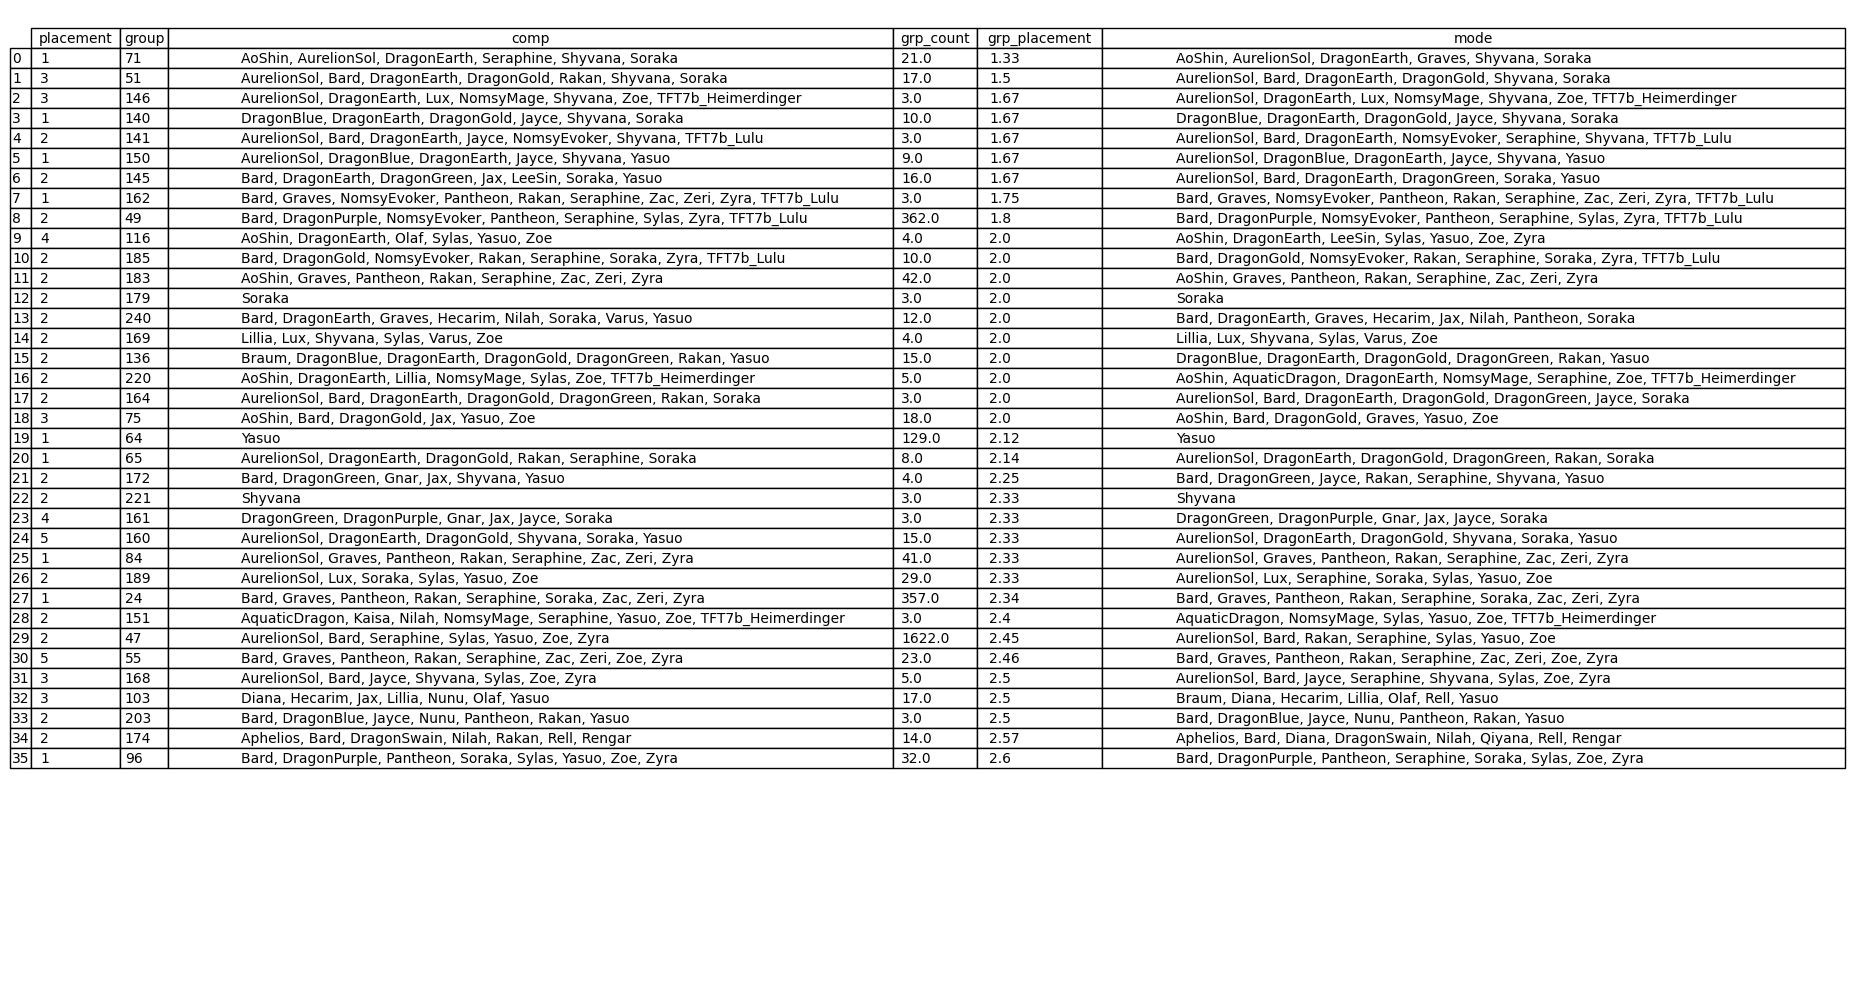 placement group comp grp_count grp_placement mode
0 1 71 AoShin, AurelionSol, DragonEarth, Seraphine, Shyvana, Soraka 21.0 1.33 AoShin, AurelionSol, DragonEarth, Graves, Shyvana, Soraka
1 3 51 AurelionSol, Bard, DragonEarth, DragonGold, Rakan, Shyvana, Soraka 17.0 1.5 AurelionSol, Bard, DragonEarth, DragonGold, Shyvana, Soraka
2 3 146 AurelionSol, DragonEarth, Lux, NomsyMage, Shyvana, Zoe, TFT7b_Heimerdinger 3.0 1.67 AurelionSol, DragonEarth, Lux, NomsyMage, Shyvana, Zoe, TFT7b_Heimerdinger
3 1 140 DragonBlue, DragonEarth, DragonGold, Jayce, Shyvana, Soraka 10.0 1.67 DragonBlue, DragonEarth, DragonGold, Jayce, Shyvana, Soraka
4 2 141 AurelionSol, Bard, DragonEarth, Jayce, NomsyEvoker, Shyvana, TFT7b_Lulu 3.0 1.67 AurelionSol, Bard, DragonEarth, NomsyEvoker, Seraphine, Shyvana, TFT7b_Lulu
5 1 150 AurelionSol, DragonBlue, DragonEarth, Jayce, Shyvana, Yasuo 9.0 1.67 AurelionSol, DragonBlue, DragonEarth, Jayce, Shyvana, Yasuo
6 2 145 Bard, DragonEarth, DragonGreen, Jax, LeeSin, Soraka, Yasuo 16.0 1.67 AurelionSol, Bard, DragonEarth, DragonGreen, Soraka, Yasuo
7 1 162 Bard, Graves, NomsyEvoker, Pantheon, Rakan, Seraphine, Zac, Zeri, Zyra, TFT7b_Lulu 3.0 1.75 Bard, Graves, NomsyEvoker, Pantheon, Rakan, Seraphine, Zac, Zeri, Zyra, TFT7b_Lulu
8 2 49 Bard, DragonPurple, NomsyEvoker, Pantheon, Seraphine, Sylas, Zyra, TFT7b_Lulu 362.0 1.8 Bard, DragonPurple, NomsyEvoker, Pantheon, Seraphine, Sylas, Zyra, TFT7b_Lulu
9 4 116 AoShin, DragonEarth, Olaf, Sylas, Yasuo, Zoe 4.0 2.0 AoShin, DragonEarth, LeeSin, Sylas, Yasuo, Zoe, Zyra
10 2 185 Bard, DragonGold, NomsyEvoker, Rakan, Seraphine, Soraka, Zyra, TFT7b_Lulu 10.0 2.0 Bard, DragonGold, NomsyEvoker, Rakan, Seraphine, Soraka, Zyra, TFT7b_Lulu
11 2 183 AoShin, Graves, Pantheon, Rakan, Seraphine, Zac, Zeri, Zyra 42.0 2.0 AoShin, Graves, Pantheon, Rakan, Seraphine, Zac, Zeri, Zyra
12 2 179 Soraka 3.0 2.0 Soraka
13 2 240 Bard, DragonEarth, Graves, Hecarim, Nilah, Soraka, Varus, Yasuo 12.0 2.0 Bard, DragonEarth, Graves, Hecarim, Jax, Nilah, Pantheon, Soraka
14 2 169 Lillia, Lux, Shyvana, Sylas, Varus, Zoe 4.0 2.0 Lillia, Lux, Shyvana, Sylas, Varus, Zoe
15 2 136 Braum, DragonBlue, DragonEarth, DragonGold, DragonGreen, Rakan, Yasuo 15.0 2.0 DragonBlue, DragonEarth, DragonGold, DragonGreen, Rakan, Yasuo
16 2 220 AoShin, DragonEarth, Lillia, NomsyMage, Sylas, Zoe, TFT7b_Heimerdinger 5.0 2.0 AoShin, AquaticDragon, DragonEarth, NomsyMage, Seraphine, Zoe, TFT7b_Heimerdinger
17 2 164 AurelionSol, Bard, DragonEarth, DragonGold, DragonGreen, Rakan, Soraka 3.0 2.0 AurelionSol, Bard, DragonEarth, DragonGold, DragonGreen, Jayce, Soraka
18 3 75 AoShin, Bard, DragonGold, Jax, Yasuo, Zoe 18.0 2.0 AoShin, Bard, DragonGold, Graves, Yasuo, Zoe
19 1 64 Yasuo 129.0 2.12 Yasuo
20 1 65 AurelionSol, DragonEarth, DragonGold, Rakan, Seraphine, Soraka 8.0 2.14 AurelionSol, DragonEarth, DragonGold, DragonGreen, Rakan, Soraka
21 2 172 Bard, DragonGreen, Gnar, Jax, Shyvana, Yasuo 4.0 2.25 Bard, DragonGreen, Jayce, Rakan, Seraphine, Shyvana, Yasuo
22 2 221 Shyvana 3.0 2.33 Shyvana
23 4 161 DragonGreen, DragonPurple, Gnar, Jax, Jayce, Soraka 3.0 2.33 DragonGreen, DragonPurple, Gnar, Jax, Jayce, Soraka
24 5 160 AurelionSol, DragonEarth, DragonGold, Shyvana, Soraka, Yasuo 15.0 2.33 AurelionSol, DragonEarth, DragonGold, Shyvana, Soraka, Yasuo
25 1 84 AurelionSol, Graves, Pantheon, Rakan, Seraphine, Zac, Zeri, Zyra 41.0 2.33 AurelionSol, Graves, Pantheon, Rakan, Seraphine, Zac, Zeri, Zyra
26 2 189 AurelionSol, Lux, Soraka, Sylas, Yasuo, Zoe 29.0 2.33 AurelionSol, Lux, Seraphine, Soraka, Sylas, Yasuo, Zoe
27 1 24 Bard, Graves, Pantheon, Rakan, Seraphine, Soraka, Zac, Zeri, Zyra 357.0 2.34 Bard, Graves, Pantheon, Rakan, Seraphine, Soraka, Zac, Zeri, Zyra
28 2 151 AquaticDragon, Kaisa, Nilah, NomsyMage, Seraphine, Yasuo, Zoe, TFT7b_Heimerdinger 3.0 2.4 AquaticDragon, NomsyMage, Sylas, Yasuo, Zoe, TFT7b_Heimerdinger
29 2 47 AurelionSol, Bard, Seraphine, Sylas, Yasuo, Zoe, Zyra 1622.0 2.45 AurelionSol, Bard, Rakan, Seraphine, Sylas, Yasuo, Zoe
30 5 55 Bard, Graves, Pantheon, Rakan, Seraphine, Zac, Zeri, Zoe, Zyra 23.0 2.46 Bard, Graves, Pantheon, Rakan, Seraphine, Zac, Zeri, Zoe, Zyra
31 3 168 AurelionSol, Bard, Jayce, Shyvana, Sylas, Zoe, Zyra 5.0 2.5 AurelionSol, Bard, Jayce, Seraphine, Shyvana, Sylas, Zoe, Zyra
32 3 103 Diana, Hecarim, Jax, Lillia, Nunu, Olaf, Yasuo 17.0 2.5 Braum, Diana, Hecarim, Lillia, Olaf, Rell, Yasuo
33 2 203 Bard, DragonBlue, Jayce, Nunu, Pantheon, Rakan, Yasuo 3.0 2.5 Bard, DragonBlue, Jayce, Nunu, Pantheon, Rakan, Yasuo
34 2 174 Aphelios, Bard, DragonSwain, Nilah, Rakan, Rell, Rengar 14.0 2.57 Aphelios, Bard, Diana, DragonSwain, Nilah, Qiyana, Rell, Rengar
35 1 96 Bard, DragonPurple, Pantheon, Soraka, Sylas, Yasuo, Zoe, Zyra 32.0 2.6 Bard, DragonPurple, Pantheon, Seraphine, Soraka, Sylas, Zoe, Zyra